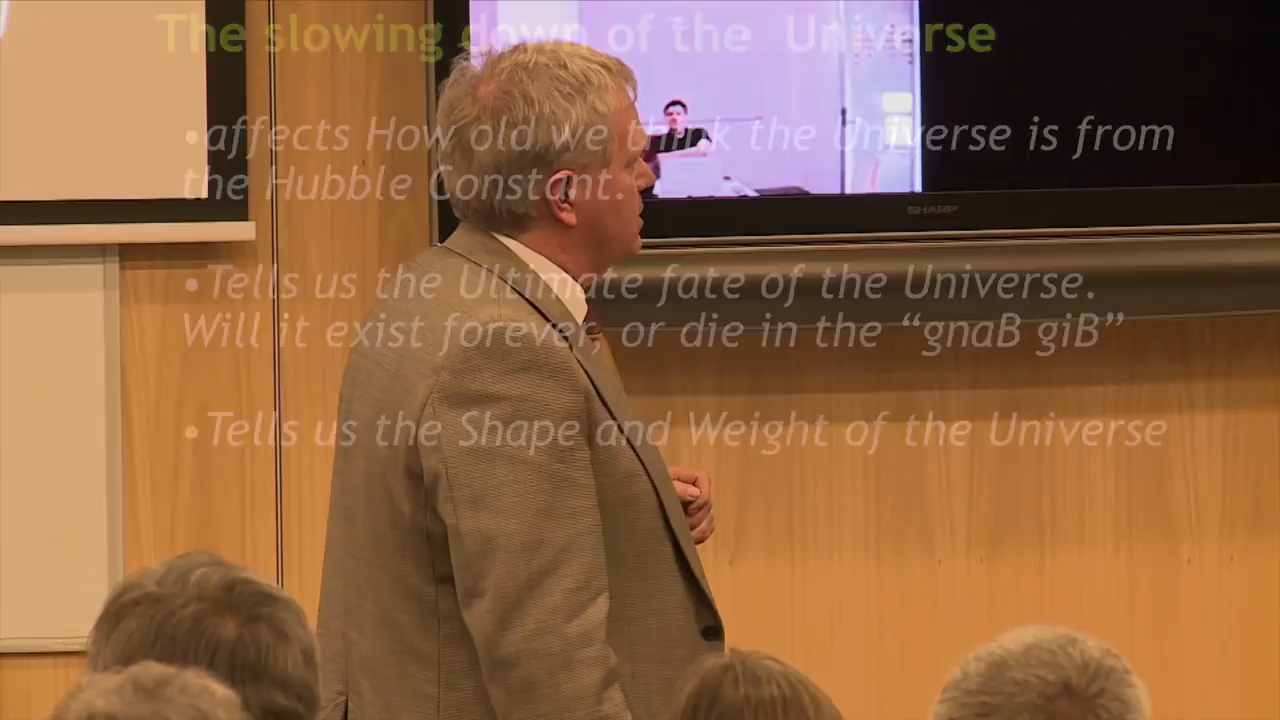 The slowing down of the Universe
•affects How old we think the Universe is from
the Hubble Constant.
•Tells us the Ultimate fate of the Universe.
Will it exist forever, or die in the “gnaB giB”
•Tells us the Shape and Weight of the Universe
SHARP